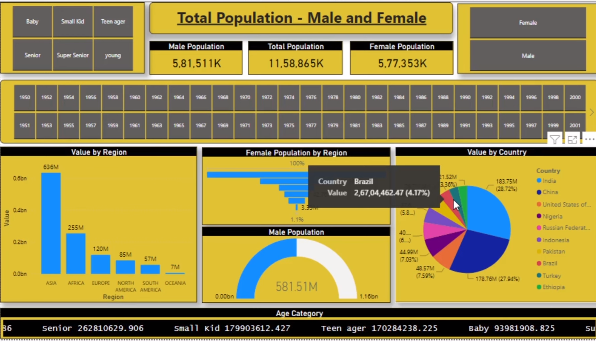 Baby Small Kid Teen ager
Senior Super Senior young
Total Population - Male and Female
Male Population Total Population Female Population
5,81,511K 11,58,865K 5,77,353K
Female
Male
1950 1952 1954 1956 1958 1960 1962 1964 1966 1968 1970 1972 1974 1976 1978 1980 1982 1984 1986 1988 1990 1992 1994 1996 1998 2000
1951 1953 1955 1957 1959 1961 1963 1965 1967 1969 1971 1973 1975 1977 1979 1981 1983 1985 1987 1989 1991 1993 1995 1997 1999 2001
Value by Region
Value
0.6bn
0.4bn
0.2bn
0.0bn
636M
255M
120M
85M
57M
7M
ASIA AFRICA EUROPE NORTH AMERICA SOUTH AMERICA OCEANIA
Region
Female Population by Region
100%
1.1%
Country Brazil
Value 2,67,04,462.47 (4.17%)
Male Population
581.51M
0.00bn 1.16bn
Value by Country
183.75M
(28.72%)
178.76M (27.94%)
48.57M
(7.59%)
44.99M
(7.03%)
40....
(6....)
(5.8...)
Country
India
China
United States of...
Nigeria
Russian Federat...
Indonesia
Pakistan
Brazil
Turkey
Ethiopia
Age Category
86 Senior 262810629.906 Small Kid 179903612.427 Teen ager 170284238.225 Baby 93981908.825 Su